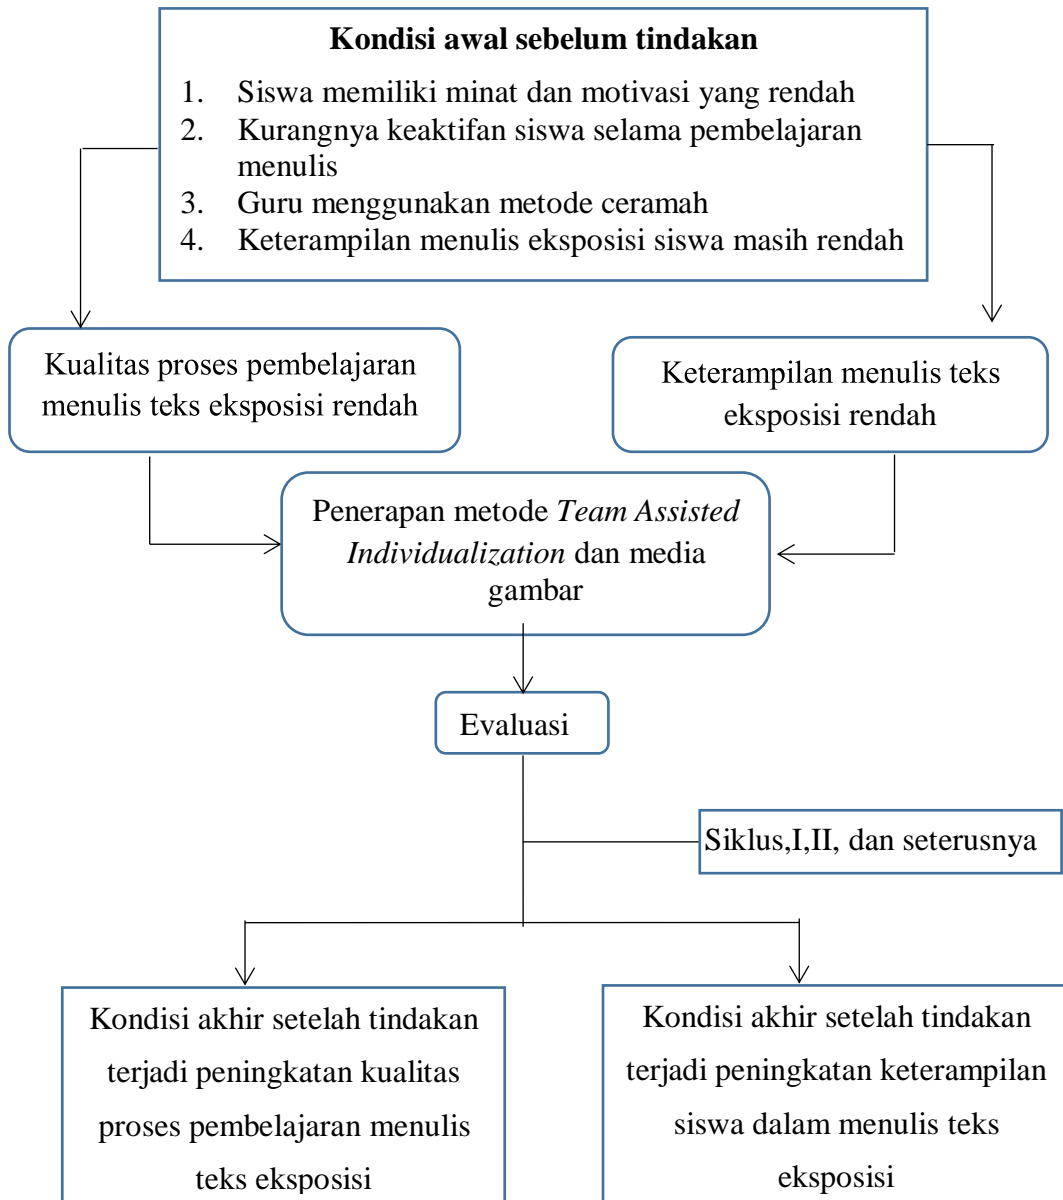 Kondisi awal sebelum tindakan
1. Siswa memiliki minat dan motivasi yang rendah
2. Kurangnya keaktifan siswa selama pembelajaran
menulis
3. Guru menggunakan metode ceramah
4. Keterampilan menulis eksposisi siswa masih rendah
Kualitas proses pembelajaran
menulis teks eksposisi rendah
Keterampilan menulis teks
eksposisi rendah
Penerapan metode Team Assisted
Individualization dan media
gambar
Evaluasi
Siklus,I,II, dan seterusnya
Kondisi akhir setelah tindakan
terjadi peningkatan kualitas
proses pembelajaran menulis
teks eksposisi
Kondisi akhir setelah tindakan
terjadi peningkatan keterampilan
siswa dalam menulis teks
eksposisi